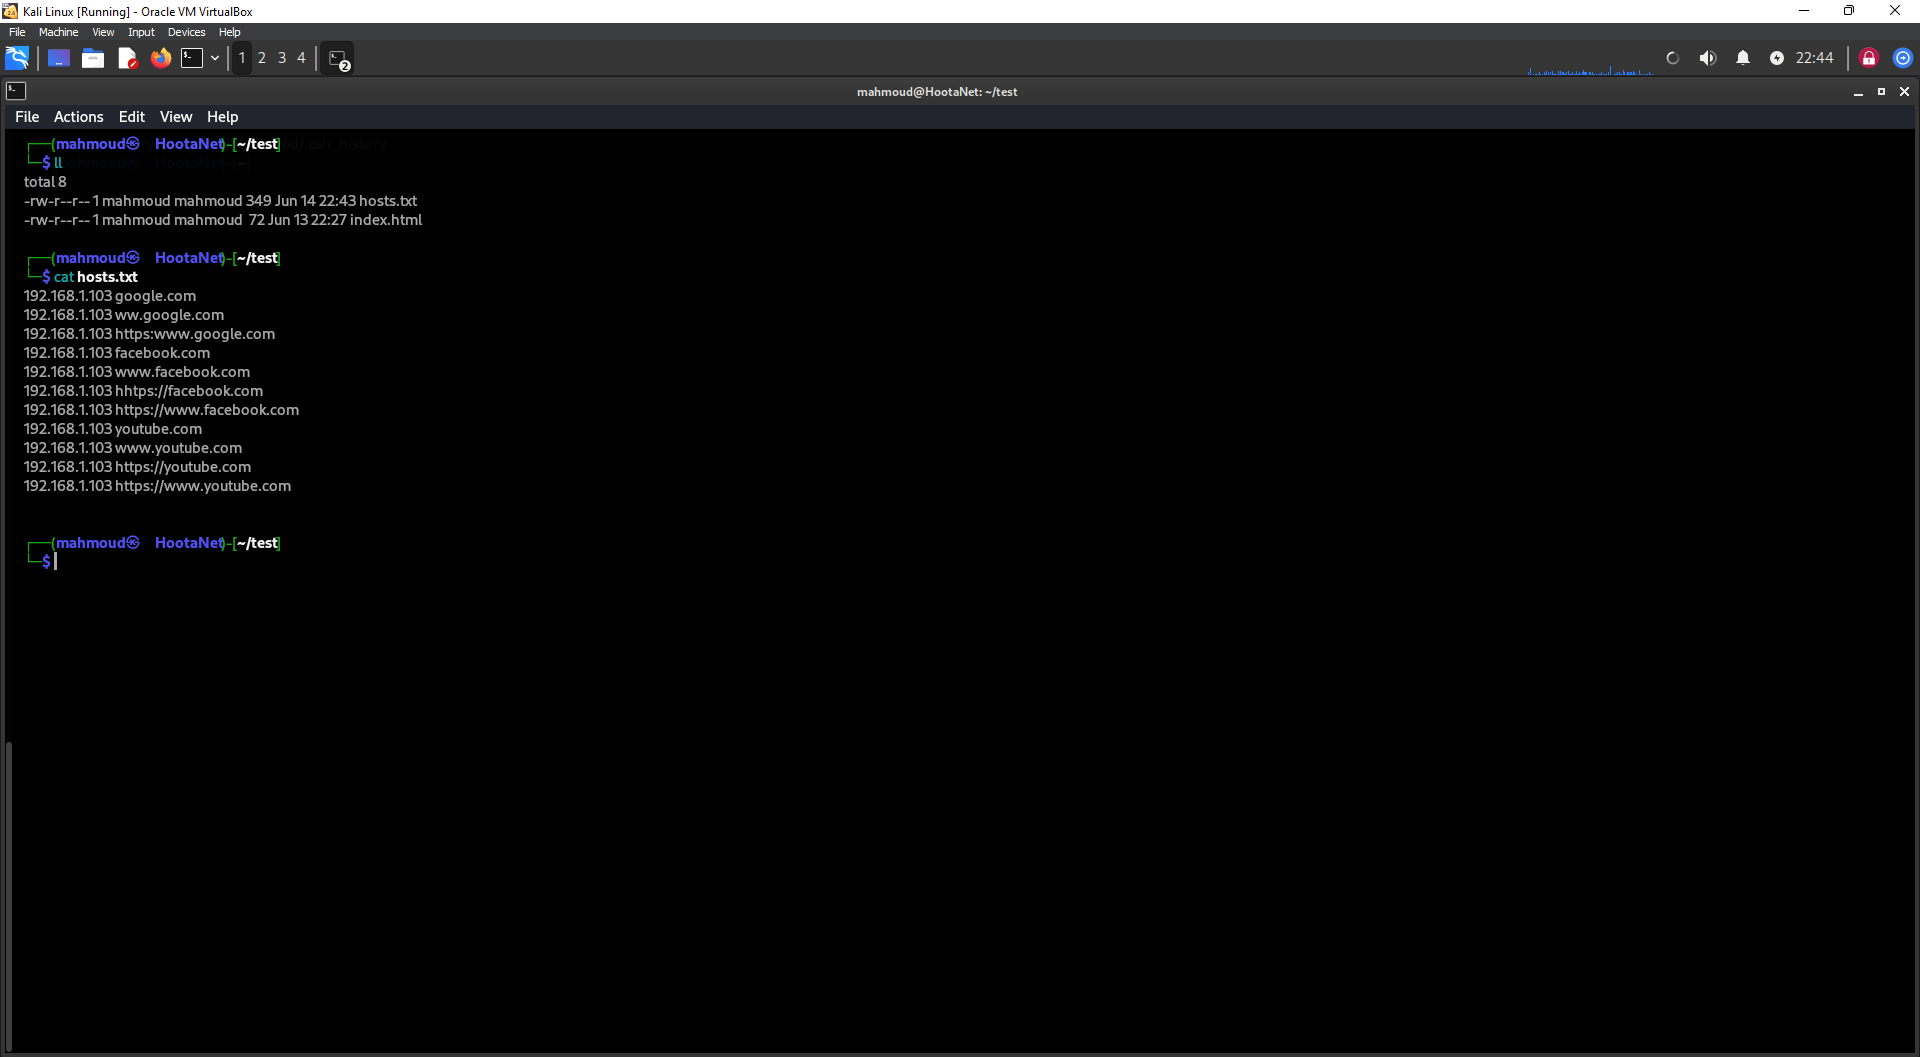 Kali Linux [Running] - Oracle VM VirtualBox
File Machine View Input Devices Help
1 2 3 4 2 22:44
mahmoud@HootaNet: ~/test
File Actions Edit View Help
(mahmoud㉿ HootaNet)-[~/test]
$ ll
total 8
-rw-r--r-- 1 mahmoud mahmoud 349 Jun 14 22:43 hosts.txt
-rw-r--r-- 1 mahmoud mahmoud  72 Jun 13 22:27 index.html
(mahmoud㉿ HootaNet)-[~/test]
$ cat hosts.txt
192.168.1.103 google.com
192.168.1.103 ww.google.com
192.168.1.103 https:www.google.com
192.168.1.103 facebook.com
192.168.1.103 www.facebook.com
192.168.1.103 hhtps://facebook.com
192.168.1.103 https://www.facebook.com
192.168.1.103 youtube.com
192.168.1.103 www.youtube.com
192.168.1.103 https://youtube.com
192.168.1.103 https://www.youtube.com
(mahmoud㉿ HootaNet)-[~/test]
$